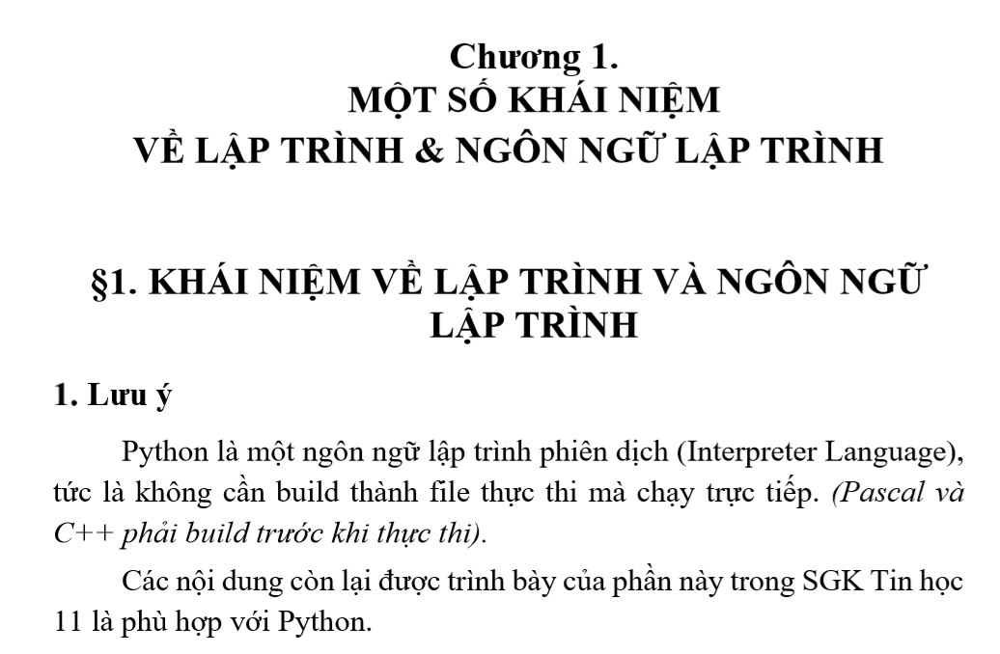 Chương 1.
MỘT SỐ KHÁI NIỆM
VỀ LẬP TRÌNH & NGÔN NGỮ LẬP TRÌNH
§1. KHÁI NIỆM VỀ LẬP TRÌNH VÀ NGÔN NGỮ
LẬP TRÌNH
1. Lưu ý
Python là một ngôn ngữ lập trình phiên dịch (Interpreter Language),
tức là không cần build thành file thực thi mà chạy trực tiếp. (Pascal và
C++ phải build trước khi thực thi).
Các nội dung còn lại được trình bày của phần này trong SGK Tin học
11 là phù hợp với Python.